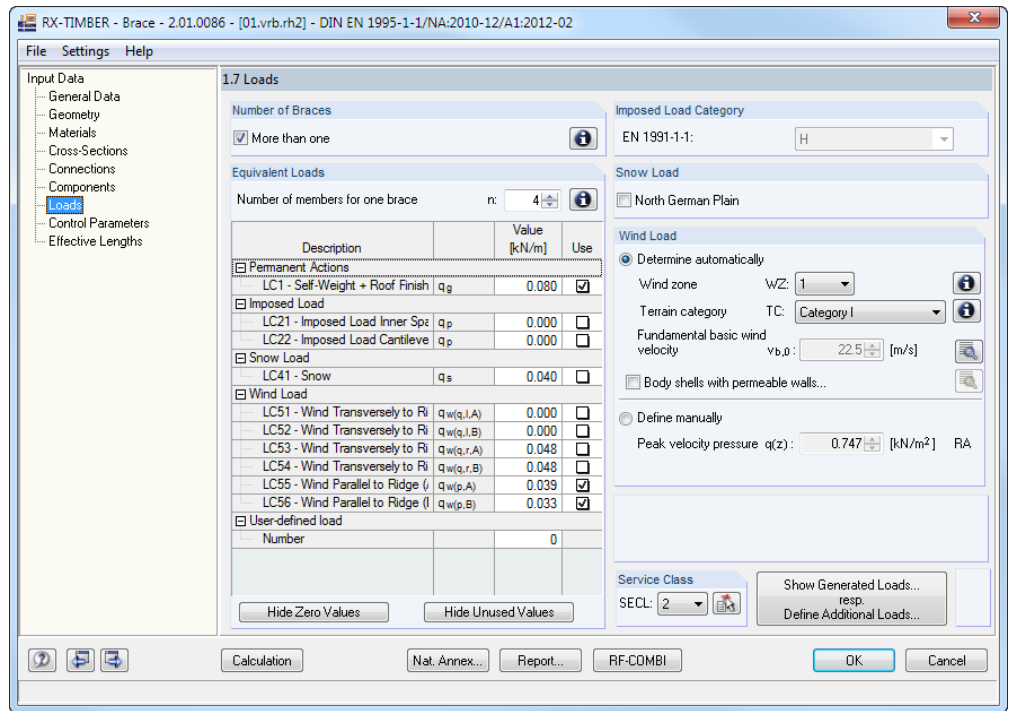 RX-TIMBER - Brace - 2.01.0086 - [01.vrb.rh2] - DIN EN 1995-1-1/NA:2010-12/A1:2012-02
File Settings Help
Input Data
General Data
Geometry
Materials
Cross-Sections
Connections
Components
Loads
Control Parameters
Effective Lengths
1.7 Loads
Number of Braces
More than one
Equivalent Loads
Number of members for one brace n: 4
Description Value [kN/m] Use
Permanent Actions
LC1 - Self-Weight + Roof Finish qg 0.080
Imposed Load
LC21 - Imposed Load Inner Spa qp 0.000
LC22 - Imposed Load Cantileve qp 0.000
Snow Load
LC41 - Snow qs 0.040
Wind Load
LC51 - Wind Transversely to Ri qw(q,l,A) 0.000
LC52 - Wind Transversely to Ri qw(q,l,B) 0.000
LC53 - Wind Transversely to Ri qw(q,r,A) 0.048
LC54 - Wind Transversely to Ri qw(q,r,B) 0.048
LC55 - Wind Parallel to Ridge (A qw(p,A) 0.039
LC56 - Wind Parallel to Ridge (I qw(p,B) 0.033
User-defined load
Number 0
Hide Zero Values Hide Unused Values
Imposed Load Category
EN 1991-1-1: H
Snow Load
North German Plain
Wind Load
Determine automatically
Wind zone WZ: 1
Terrain category TC: Category I
Fundamental basic wind
velocity vb,0 : 22.5 [m/s]
Body shells with permeable walls...
Define manually
Peak velocity pressure q(z) : 0.747 [kN/m²] RA
Service Class
SECL: 2
Show Generated Loads...
resp.
Define Additional Loads...
Calculation Nat. Annex... Report... RF-COMBI OK Cancel